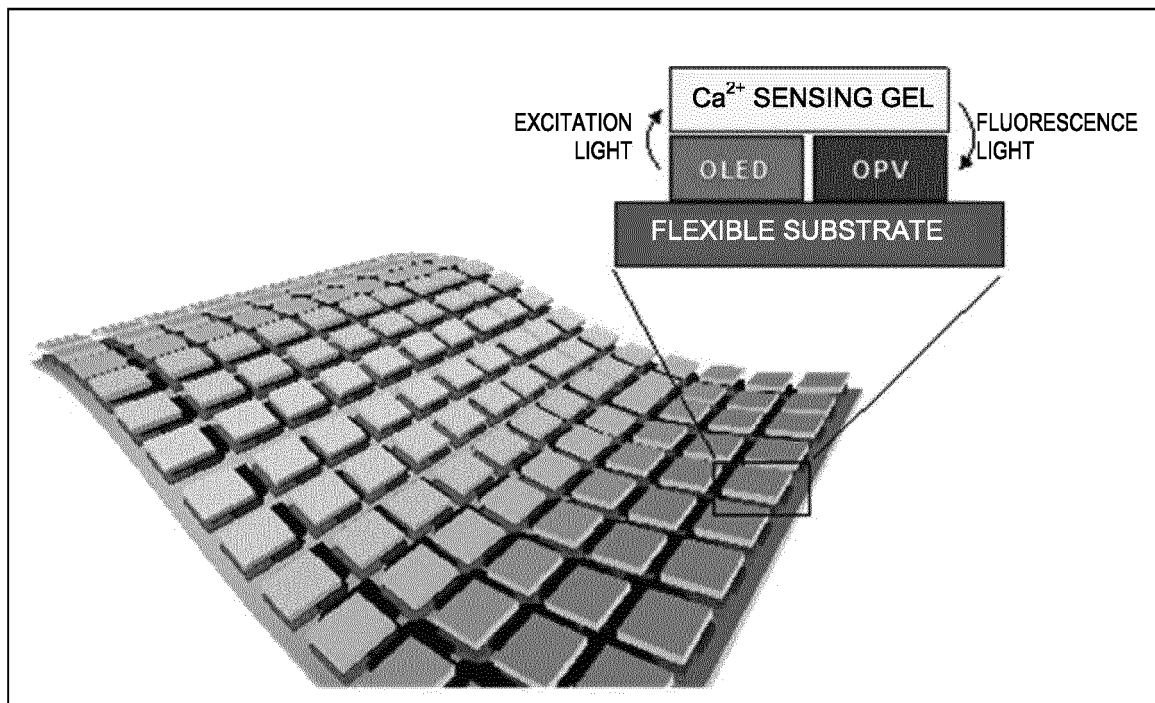 Ca²⁺ SENSING GEL
EXCITATION
LIGHT
FLUORESCENCE
LIGHT
OLED
OPV
FLEXIBLE SUBSTRATE